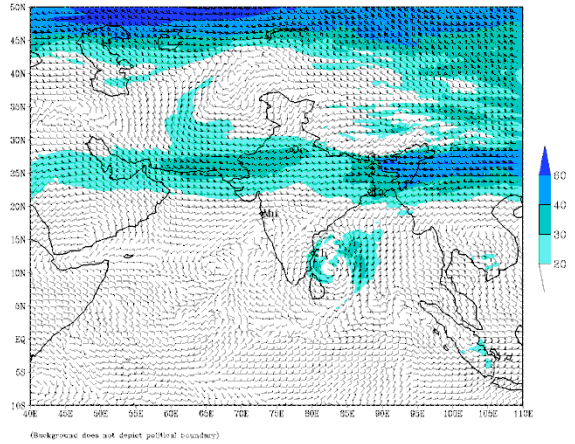 50N
45N
40N
35N
30N
25N
20N
15N
10N
5N
EQ
5S
10S
40E 45E 50E 55E 60E 65E 70E 75E 80E 85E 90E 95E 100E 105E 110E
60
40
30
20
(Background does not depict political boundary)